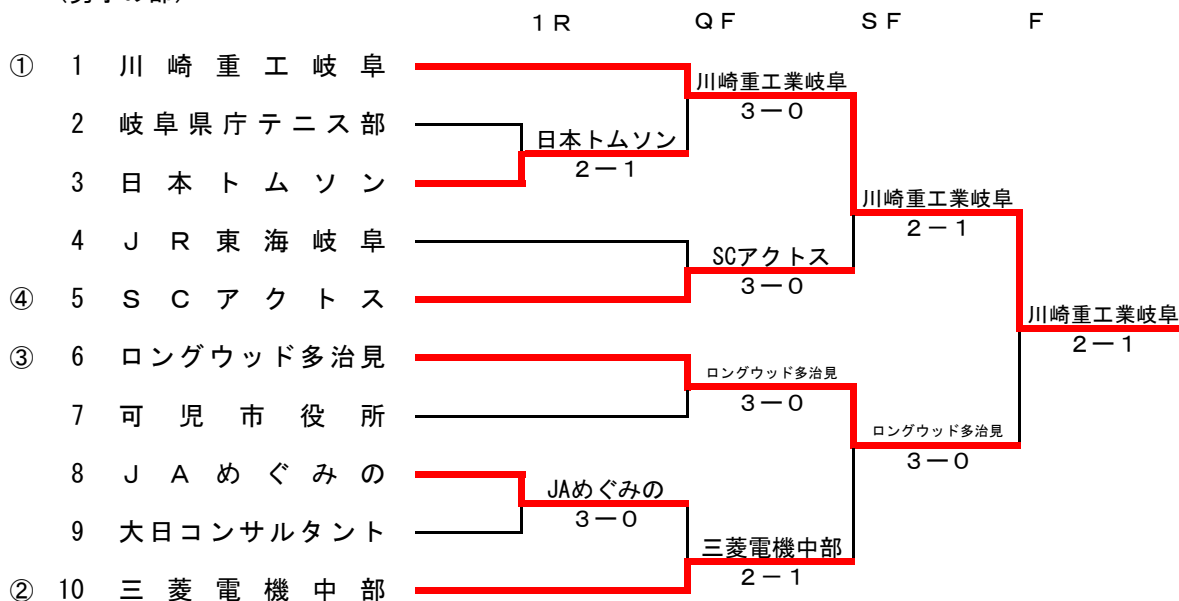 1R QF SF F
① 1 川崎重工岐阜
川崎重工業岐阜
3－0
2 岐阜県庁テニス部
日本トムソン
2－1
3 日本トムソン
川崎重工業岐阜
2－1
4 JR東海岐阜
SCアクトス
3－0
④ 5 SCアクトス
川崎重工業岐阜
2－1
③ 6 ロングウッド多治見
ロングウッド多治見
3－0
7 可児市役所
ロングウッド多治見
3－0
8 JAめぐみの
JAめぐみの
3－0
9 大日コンサルタント
三菱電機中部
2－1
② 10 三菱電機中部